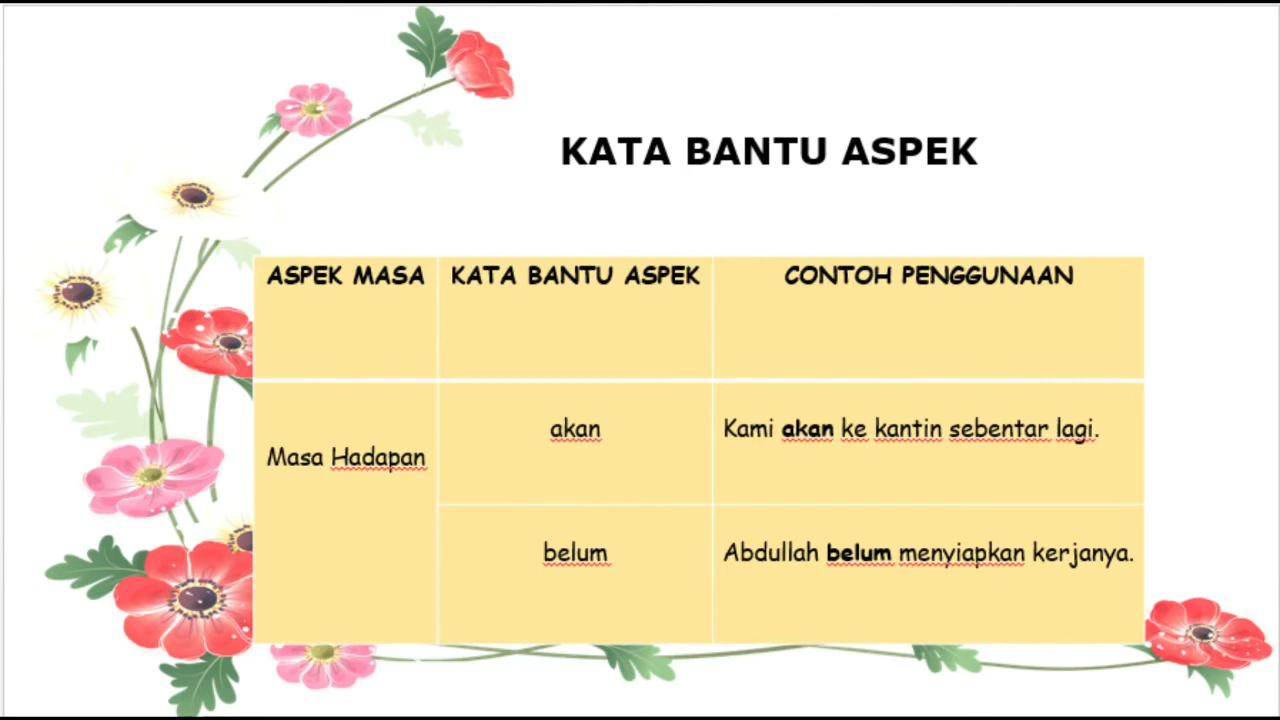 KATA BANTU ASPEK
ASPEK MASA
KATA BANTU ASPEK
CONTOH PENGGUNAAN
Masa Hadapan
akan
Kami akan ke kantin sebentar lagi.
belum
Abdullah belum menyiapkan kerjanya.